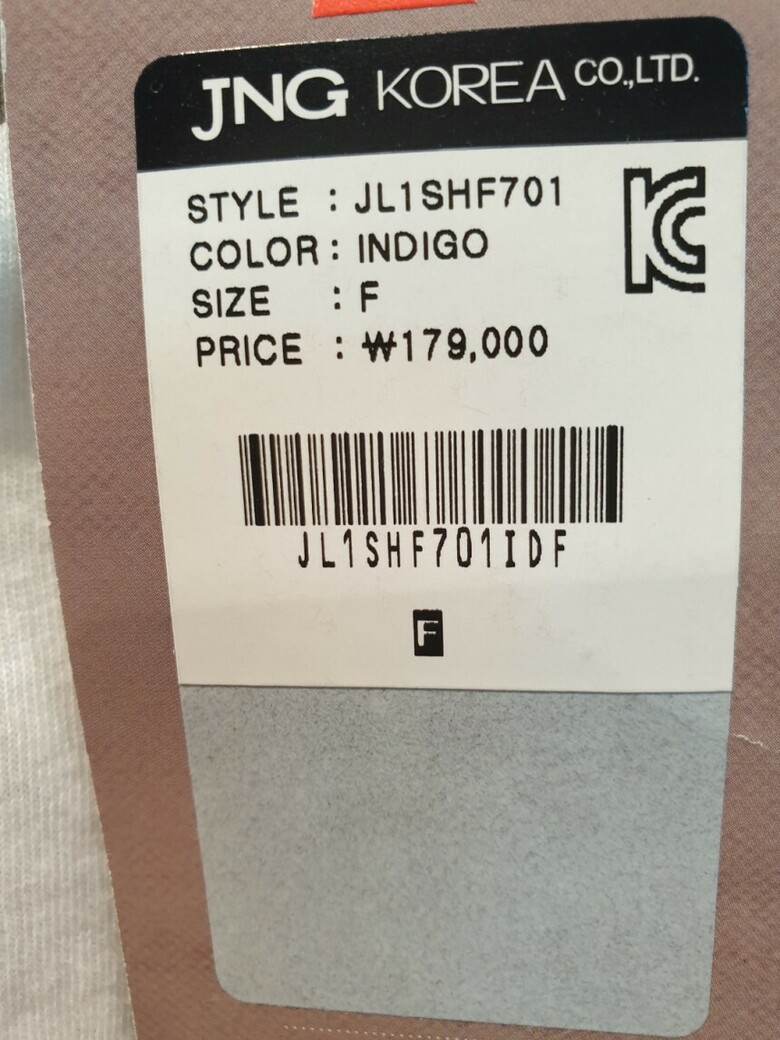 JNG KOREA CO.,LTD.
STYLE : JL1SHF701
COLOR : INDIGO
SIZE : F
PRICE : ₩179,000
JL1SHF701IDF
F